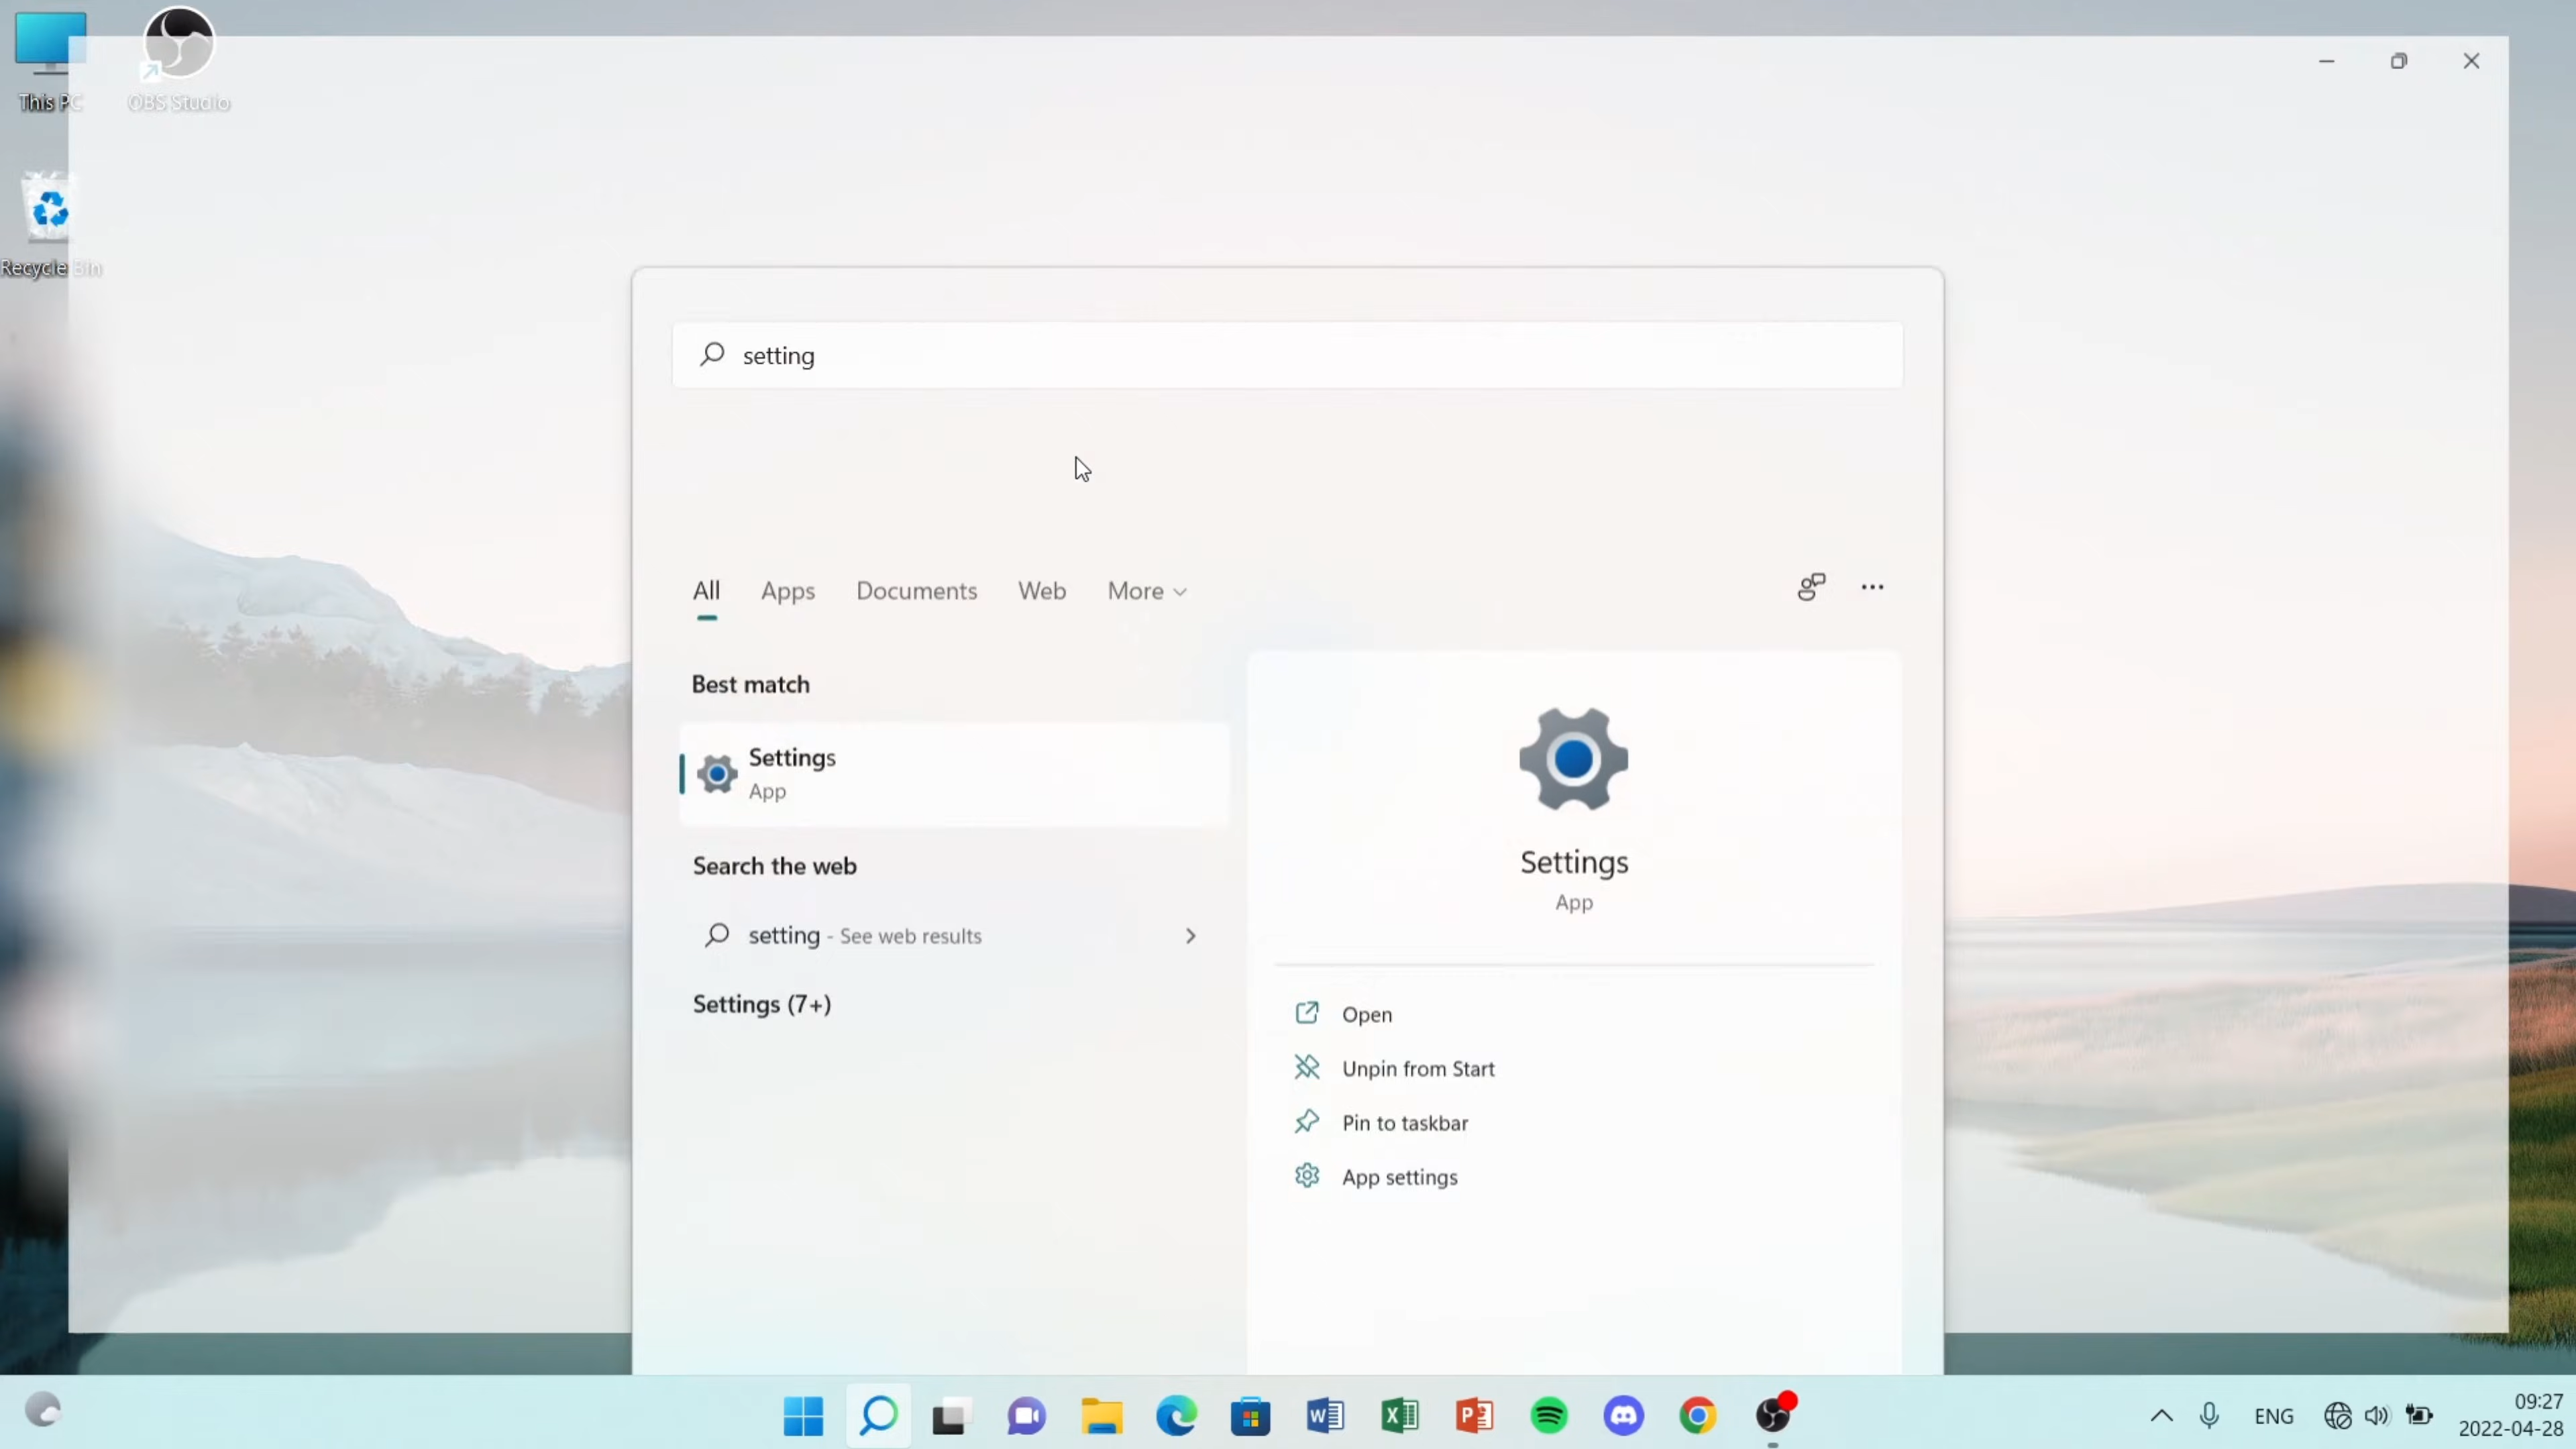 This PC
OBS Studio
Recycle Bin
setting
All Apps Documents Web More
Best match
Settings
App
Search the web
setting - See web results
Settings (7+)
Settings
App
Open
Unpin from Start
Pin to taskbar
App settings
ENG
09:27
2022-04-28